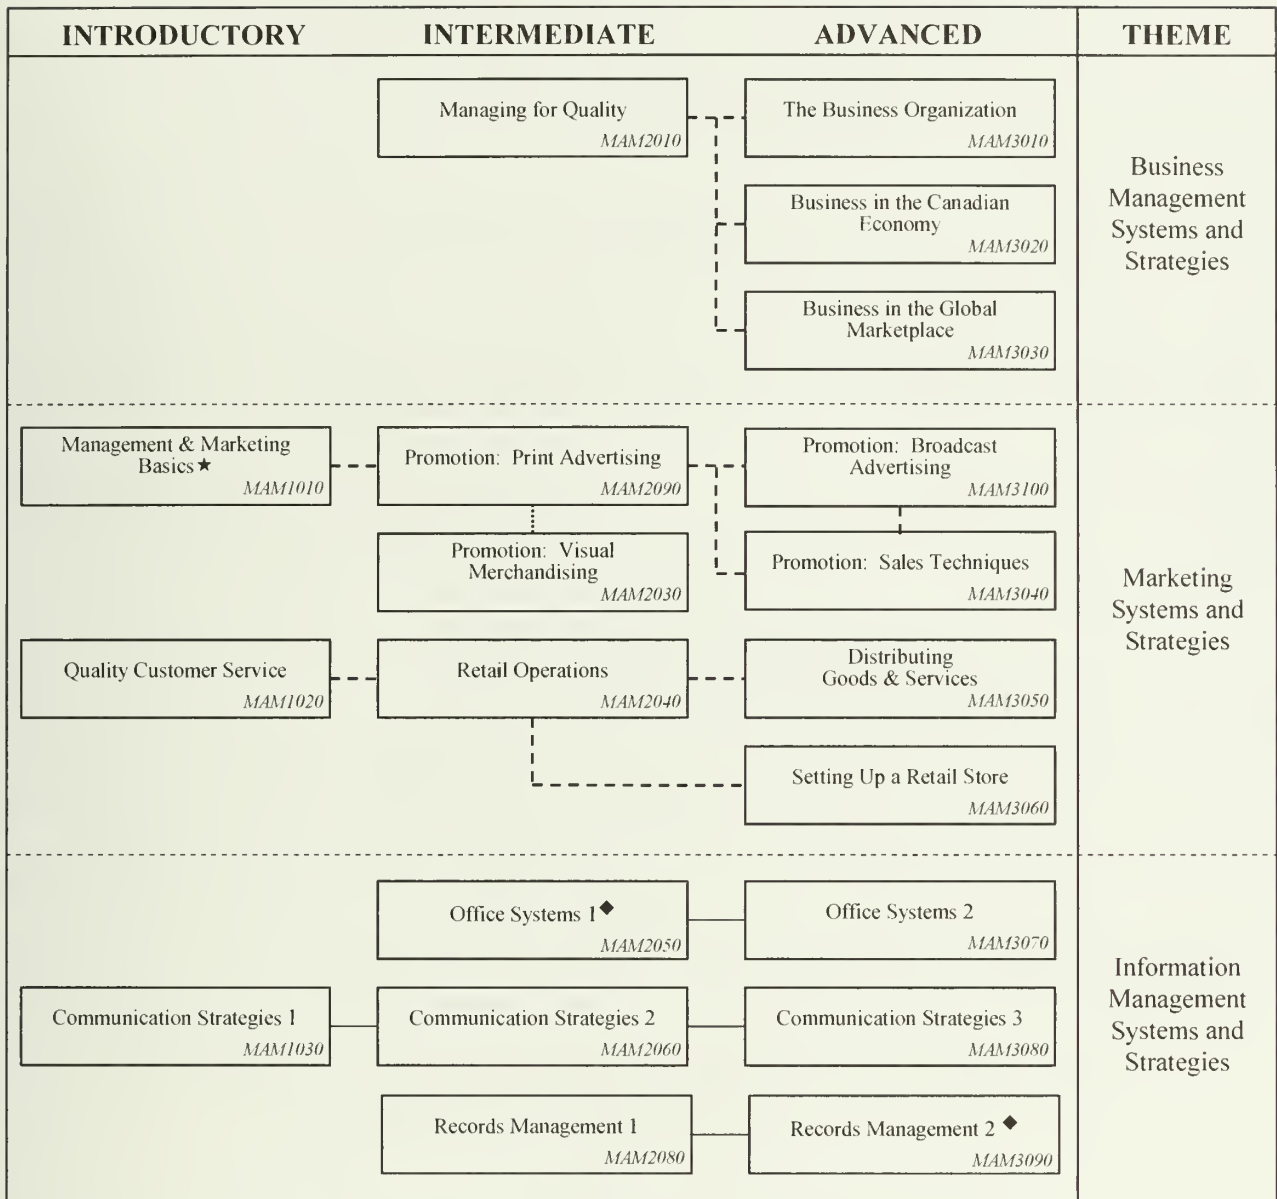 INTRODUCTORY INTERMEDIATE ADVANCED THEME
Managing for Quality
MAM2010
The Business Organization
MAM3010
Business in the Canadian
Economy
MAM3020
Business in the Global
Marketplace
MAM3030
Business
Management
Systems and
Strategies
Management & Marketing
Basics★
MAM1010
Promotion: Print Advertising
MAM2090
Promotion: Broadcast
Advertising
MAM3100
Promotion: Visual
Merchandising
MAM2030
Promotion: Sales Techniques
MAM3040
Quality Customer Service
MAM1020
Retail Operations
MAM2040
Distributing
Goods & Services
MAM3050
Setting Up a Retail Store
MAM3060
Marketing
Systems and
Strategies
Office Systems 1◆
MAM2050
Office Systems 2
MAM3070
Communication Strategies 1
MAM1030
Communication Strategies 2
MAM2060
Communication Strategies 3
MAM3080
Records Management 1
MAM2080
Records Management 2 ◆
MAM3090
Information
Management
Systems and
Strategies